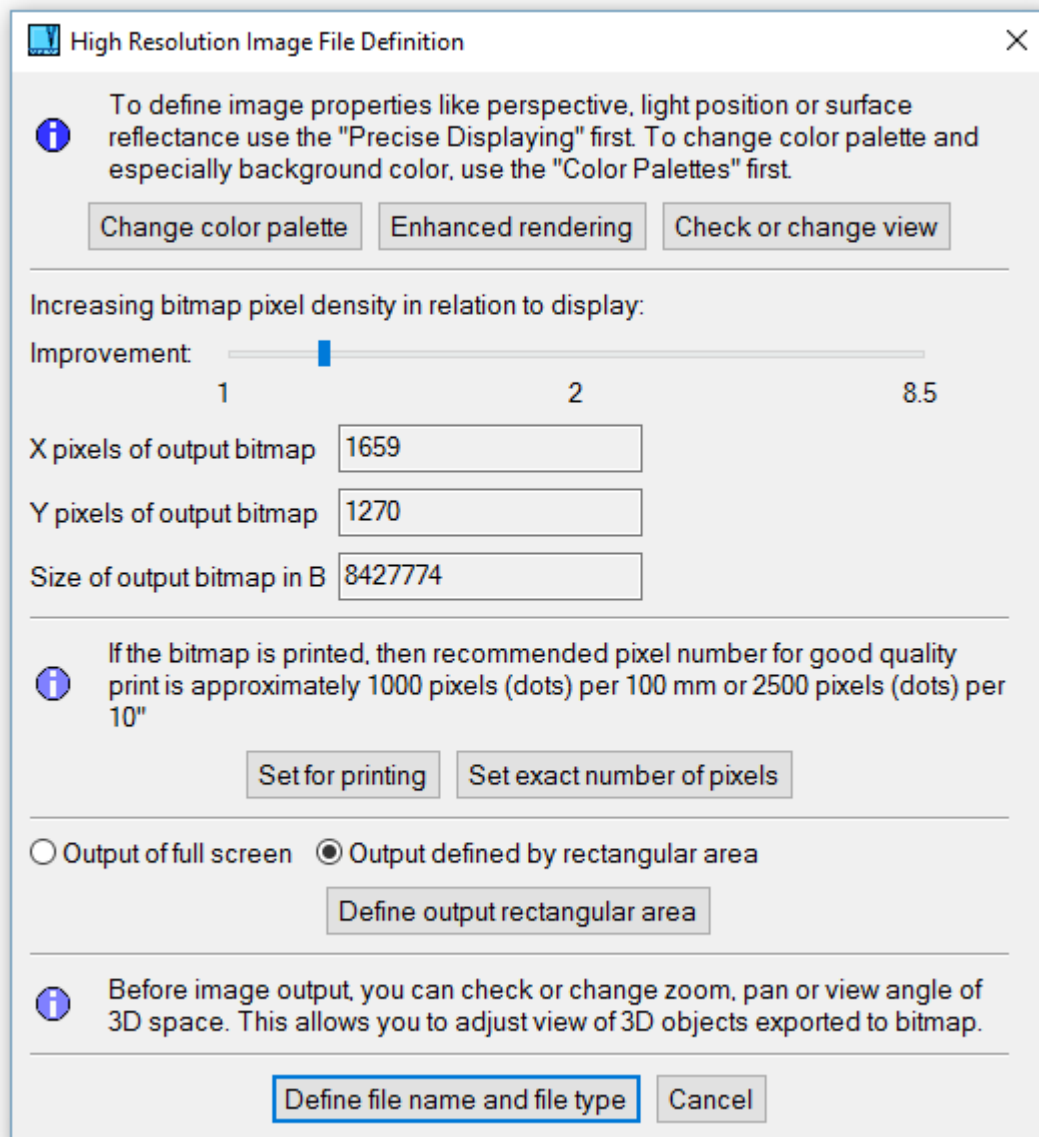 High Resolution Image File Definition
To define image properties like perspective, light position or surface
reflectance use the "Precise Displaying" first. To change color palette and
especially background color, use the "Color Palettes" first.
Change color palette Enhanced rendering Check or change view
Increasing bitmap pixel density in relation to display:
Improvement:
1 2 8.5
X pixels of output bitmap 1659
Y pixels of output bitmap 1270
Size of output bitmap in B 8427774
If the bitmap is printed, then recommended pixel number for good quality
print is approximately 1000 pixels (dots) per 100 mm or 2500 pixels (dots) per
10"
Set for printing Set exact number of pixels
Output of full screen Output defined by rectangular area
Define output rectangular area
Before image output, you can check or change zoom, pan or view angle of
3D space. This allows you to adjust view of 3D objects exported to bitmap.
Define file name and file type Cancel